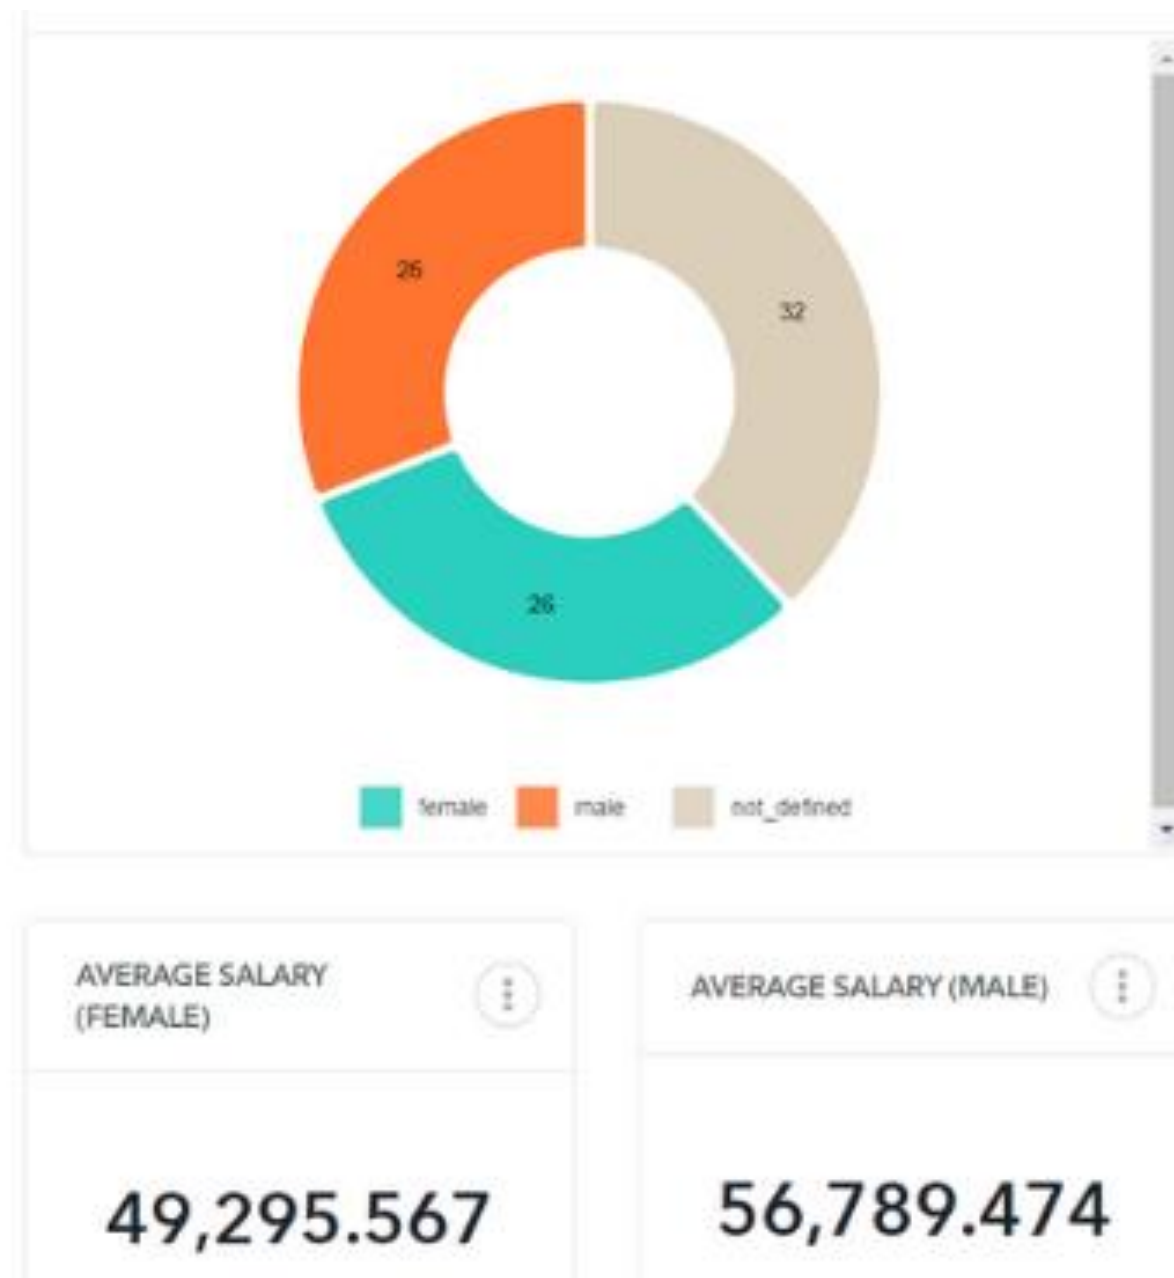 26
32
26
female male not_defined
AVERAGE SALARY
(FEMALE)
AVERAGE SALARY (MALE)
49,295.567
56,789.474